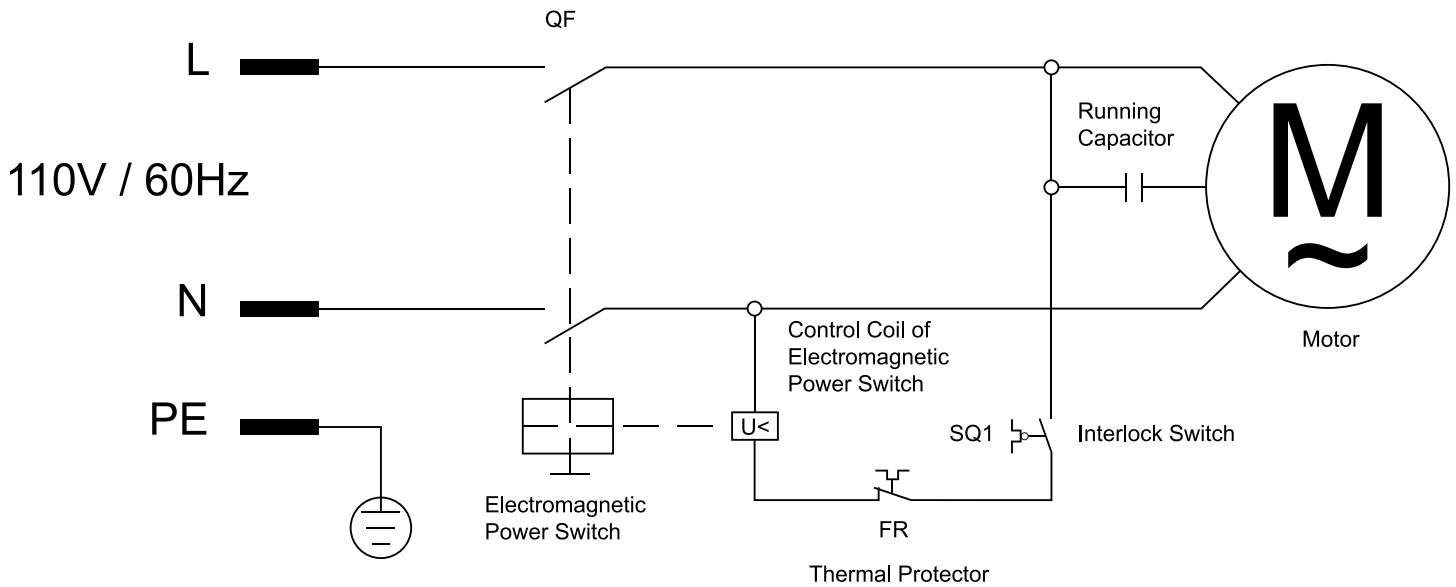 QF
L
Running
Capacitor
M
~
110V / 60Hz
N
Control Coil of
Electromagnetic
Power Switch
Motor
PE
U<
SQ1
Interlock Switch
Electromagnetic
Power Switch
FR
Thermal Protector